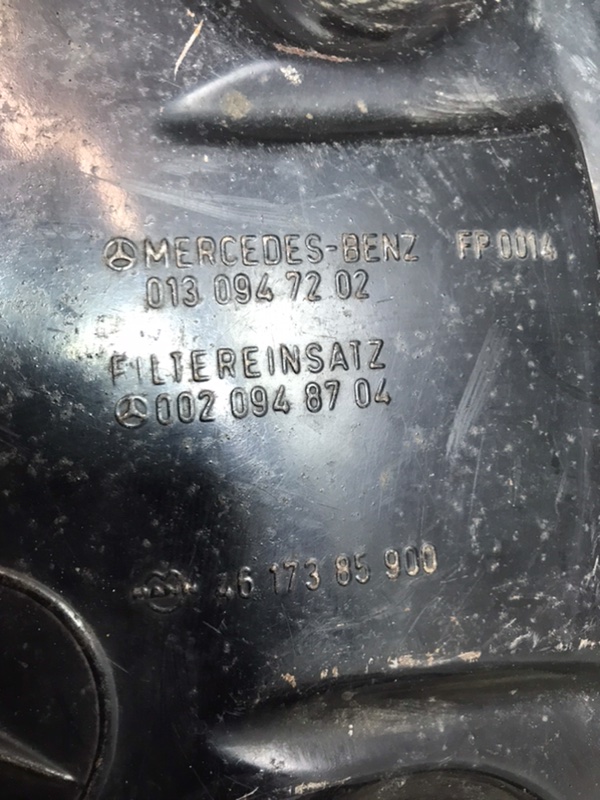 MERCEDES-BENZ FP 0014
013 094 72 02
FILTEREINSATZ
002 094 87 04
46 173 85 900